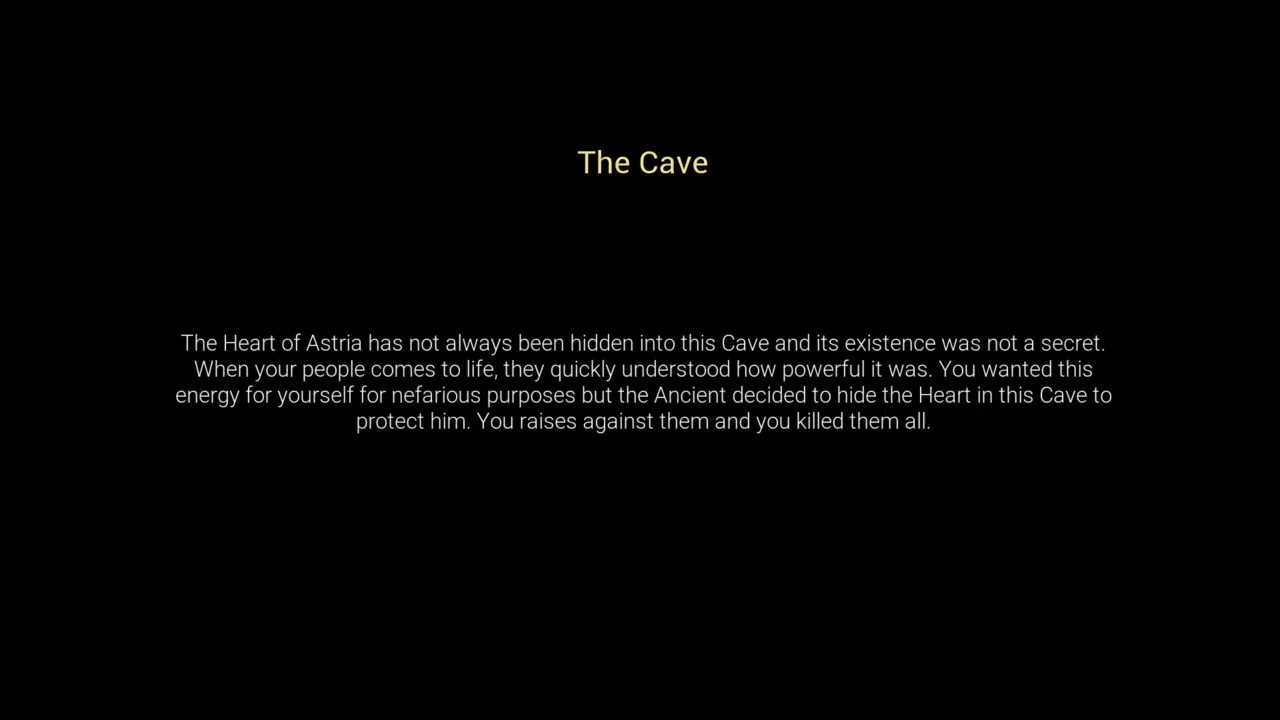 The Cave
The Heart of Astria has not always been hidden into this Cave and its existence was not a secret.
When your people comes to life, they quickly understood how powerful it was. You wanted this
energy for yourself for nefarious purposes but the Ancient decided to hide the Heart in this Cave to
protect him. You raises against them and you killed them all.